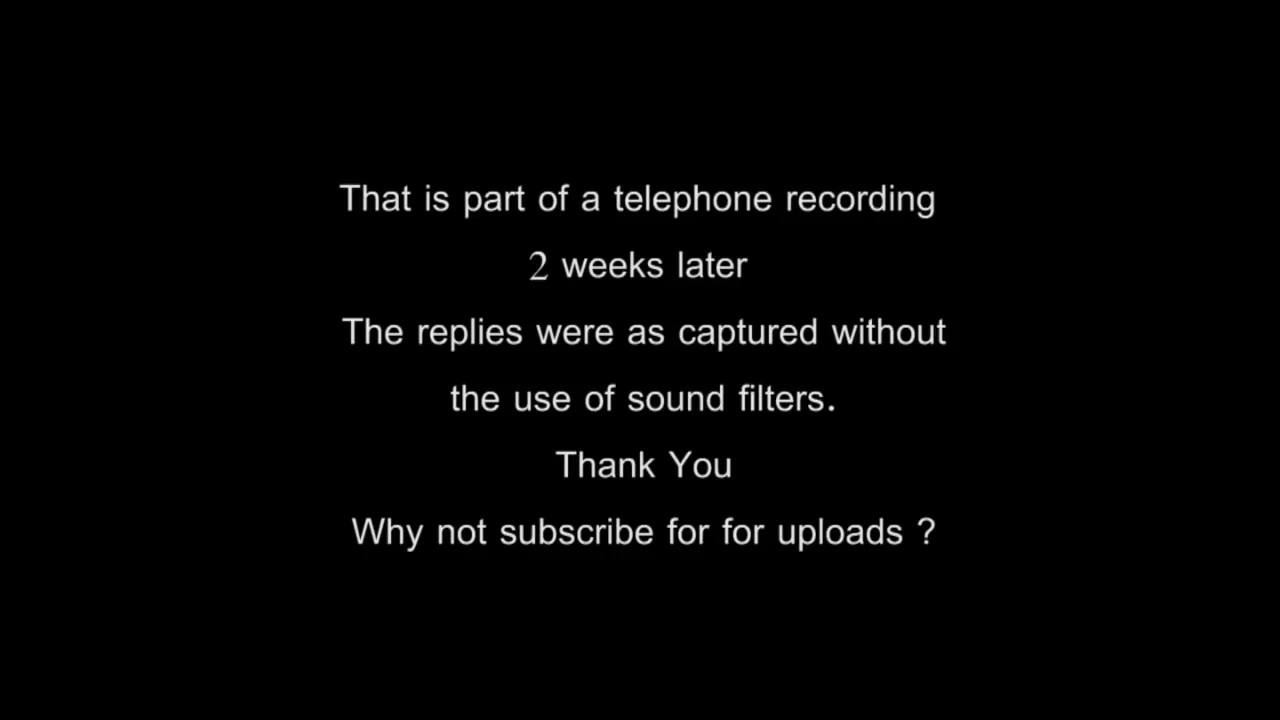 That is part of a telephone recording
2 weeks later
The replies were as captured without
the use of sound filters.
Thank You
Why not subscribe for for uploads ?